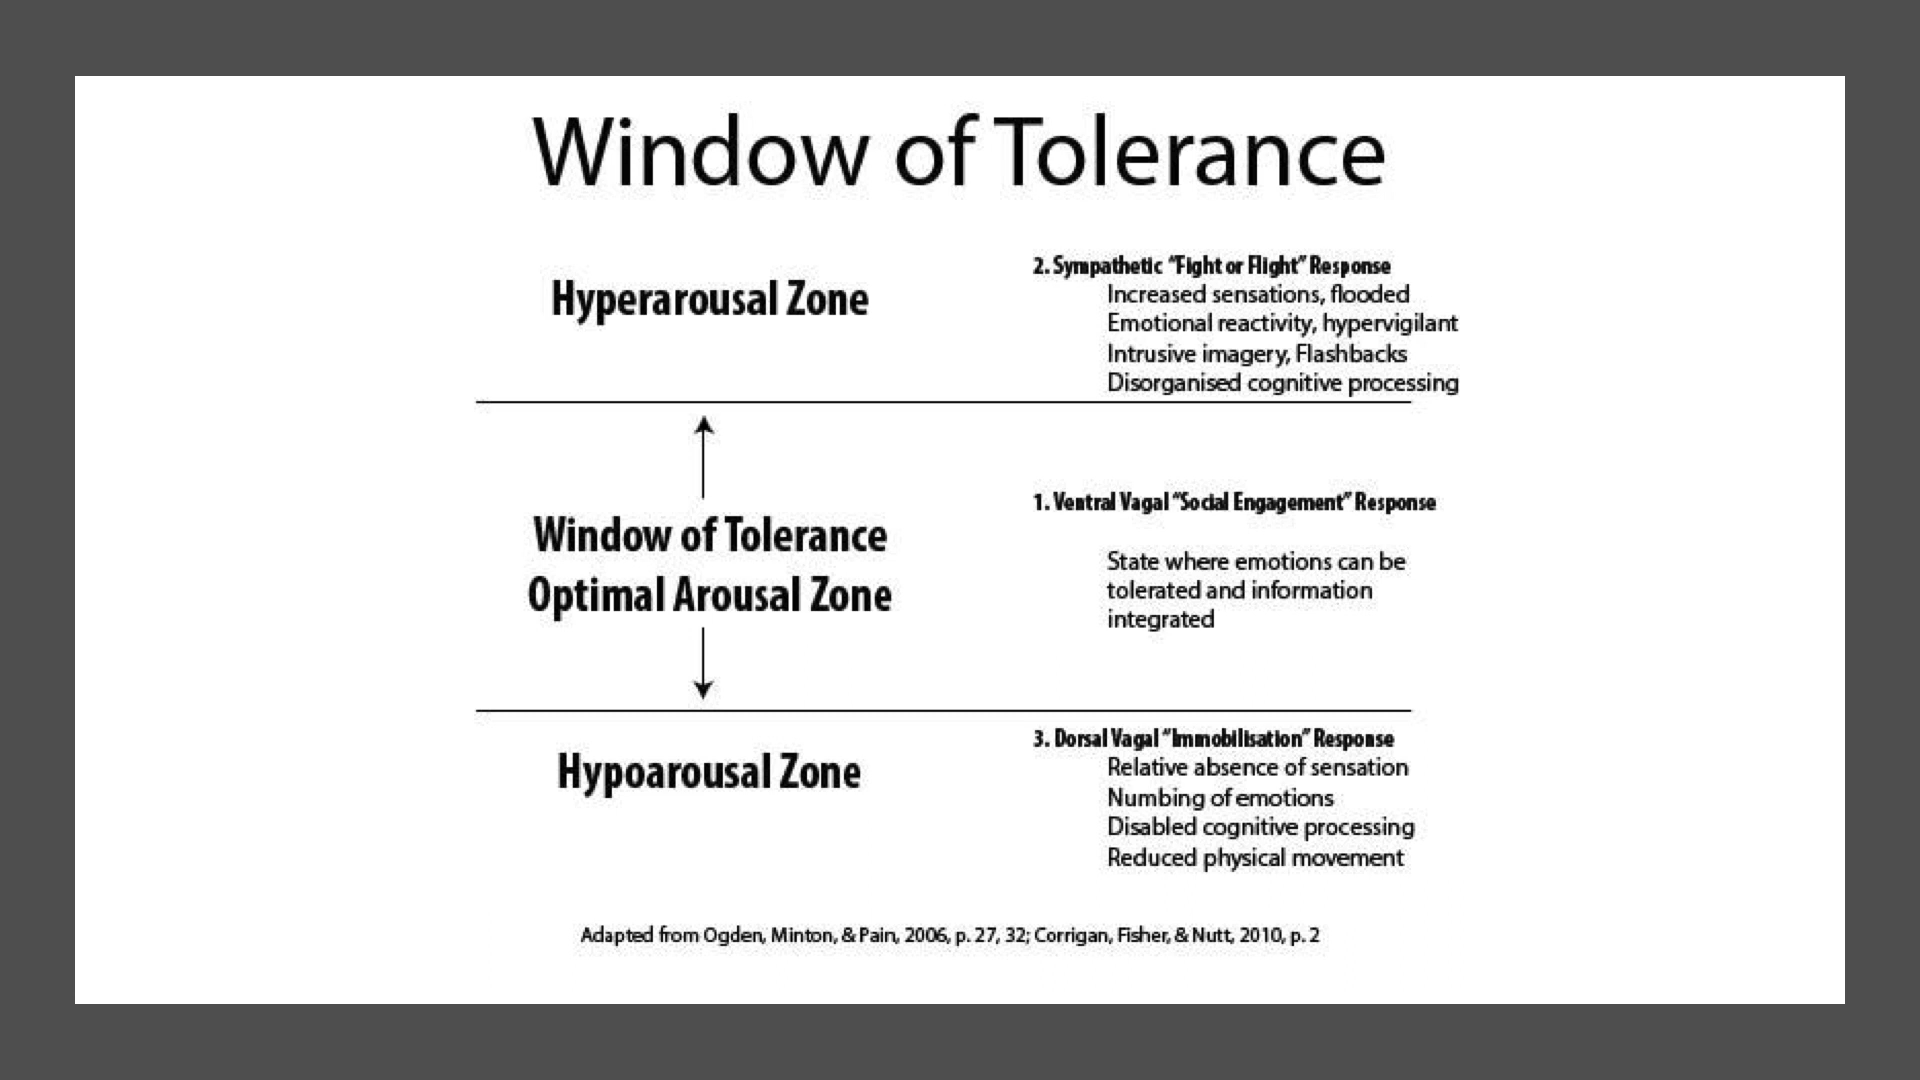 Window of Tolerance
Hyperarousal Zone
2. Sympathetic “Fight or Flight” Response
Increased sensations, flooded
Emotional reactivity, hypervigilant
Intrusive imagery, Flashbacks
Disorganised cognitive processing
Window of Tolerance
Optimal Arousal Zone
1. Ventral Vagal “Social Engagement” Response
State where emotions can be
tolerated and information
integrated
Hypoarousal Zone
3. Dorsal Vagal “Immobilisation” Response
Relative absence of sensation
Numbing of emotions
Disabled cognitive processing
Reduced physical movement
Adapted from Ogden, Minton, & Pain, 2006, p. 27, 32; Corrigan, Fisher, & Nutt, 2010, p. 2